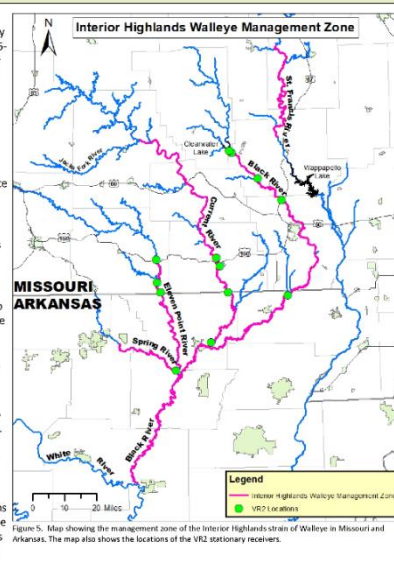 N
Interior Highlands Walleye Management Zone
St. Francis River
Clearwater
Lake
Black River
Wappapello
Lake
Jacks Fork River
Current River
MISSOURI
ARKANSAS
Eleven Point River
Spring River
Black River
White River
0 10 20 Miles
Legend
Interior Highlands Walleye Management Zone
VR2 Locations
Figure 5. Map showing the management zone of the Interior Highlands strain of Walleye in Missouri and
Arkansas. The map also shows the locations of the VR2 stationary receivers.